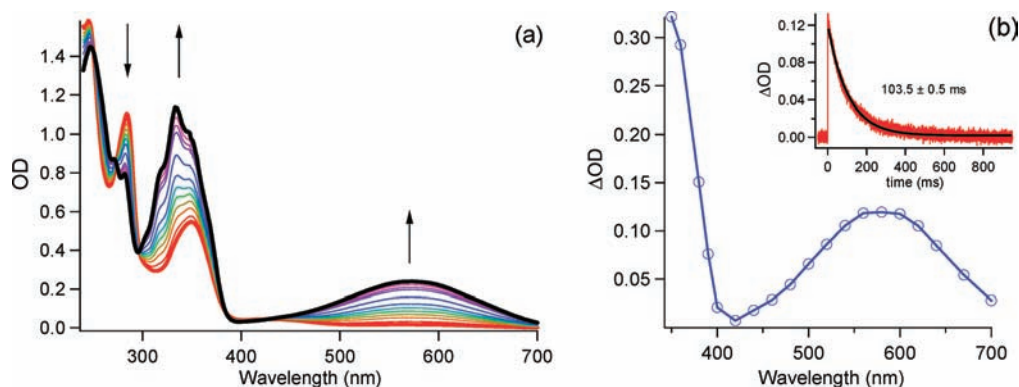 (a)
OD
1.4
1.2
1.0
0.8
0.6
0.4
0.2
0.0
300 400 500 600 700
Wavelength (nm)
(b)
ΔOD
0.30
0.25
0.20
0.15
0.10
0.05
400 500 600 700
Wavelength (nm)
ΔOD
0.12
0.08
0.04
0.00
103.5 ± 0.5 ms
0 200 400 600 800
time (ms)